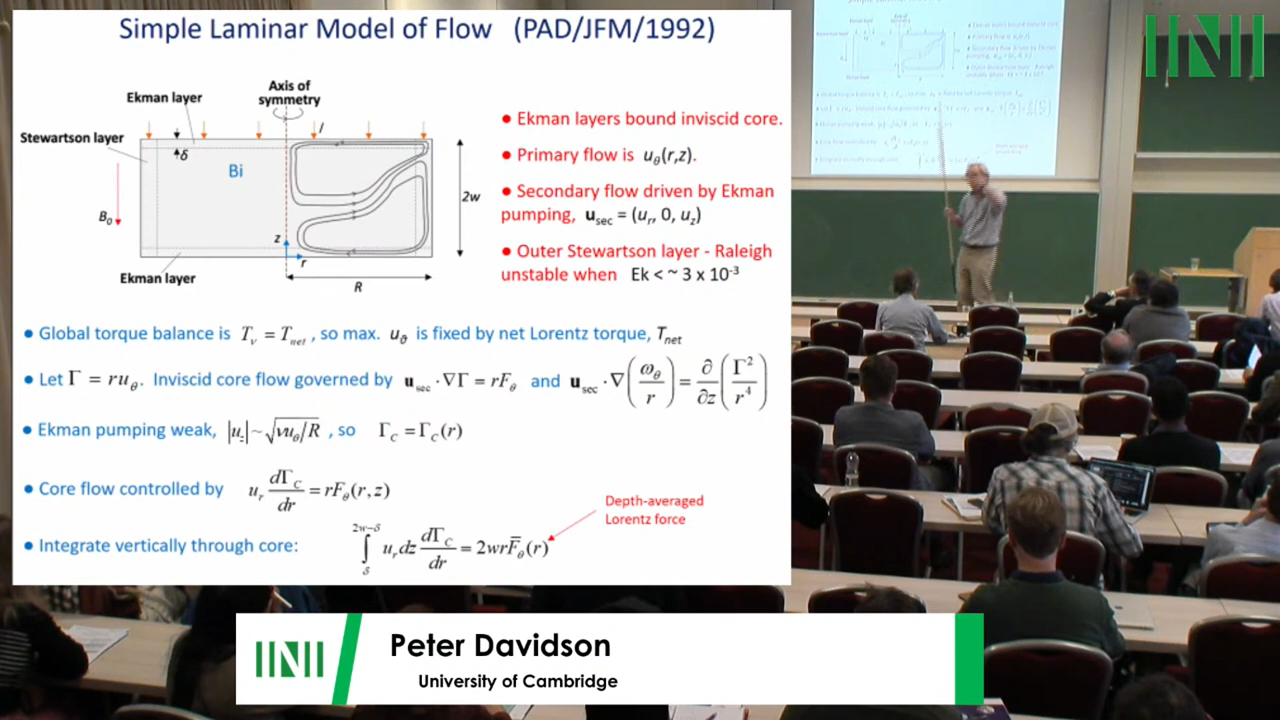 Simple Laminar Model of Flow (PAD/JFM/1992)
Axis of
symmetry
Ekman layer
Stewartson layer
I
δ
Bi
B₀
2w
z
r
Ekman layer
R
● Ekman layers bound inviscid core.
● Primary flow is u_θ(r,z).
● Secondary flow driven by Ekman
pumping, u_sec = (u_r, 0, u_z)
● Outer Stewartson layer - Raleigh
unstable when Ek < ~ 3 x 10⁻³
● Global torque balance is T_ν = T_net , so max. u_θ is fixed by net Lorentz torque, T_net
● Let Γ = ru_θ. Inviscid core flow governed by u_sec · ∇Γ = rF_θ and u_sec · ∇(ω_θ/r) = ∂/∂z (Γ²/r⁴)
● Ekman pumping weak, |u_z| ~ √(νu_θ/R) , so Γ_C = Γ_C(r)
● Core flow controlled by u_r dΓ_C/dr = rF_θ(r, z)
Depth-averaged
Lorentz force
● Integrate vertically through core: ∫_δ^{2w−δ} u_r dz dΓ_C/dr = 2wrF̄_θ(r)
Peter Davidson
University of Cambridge